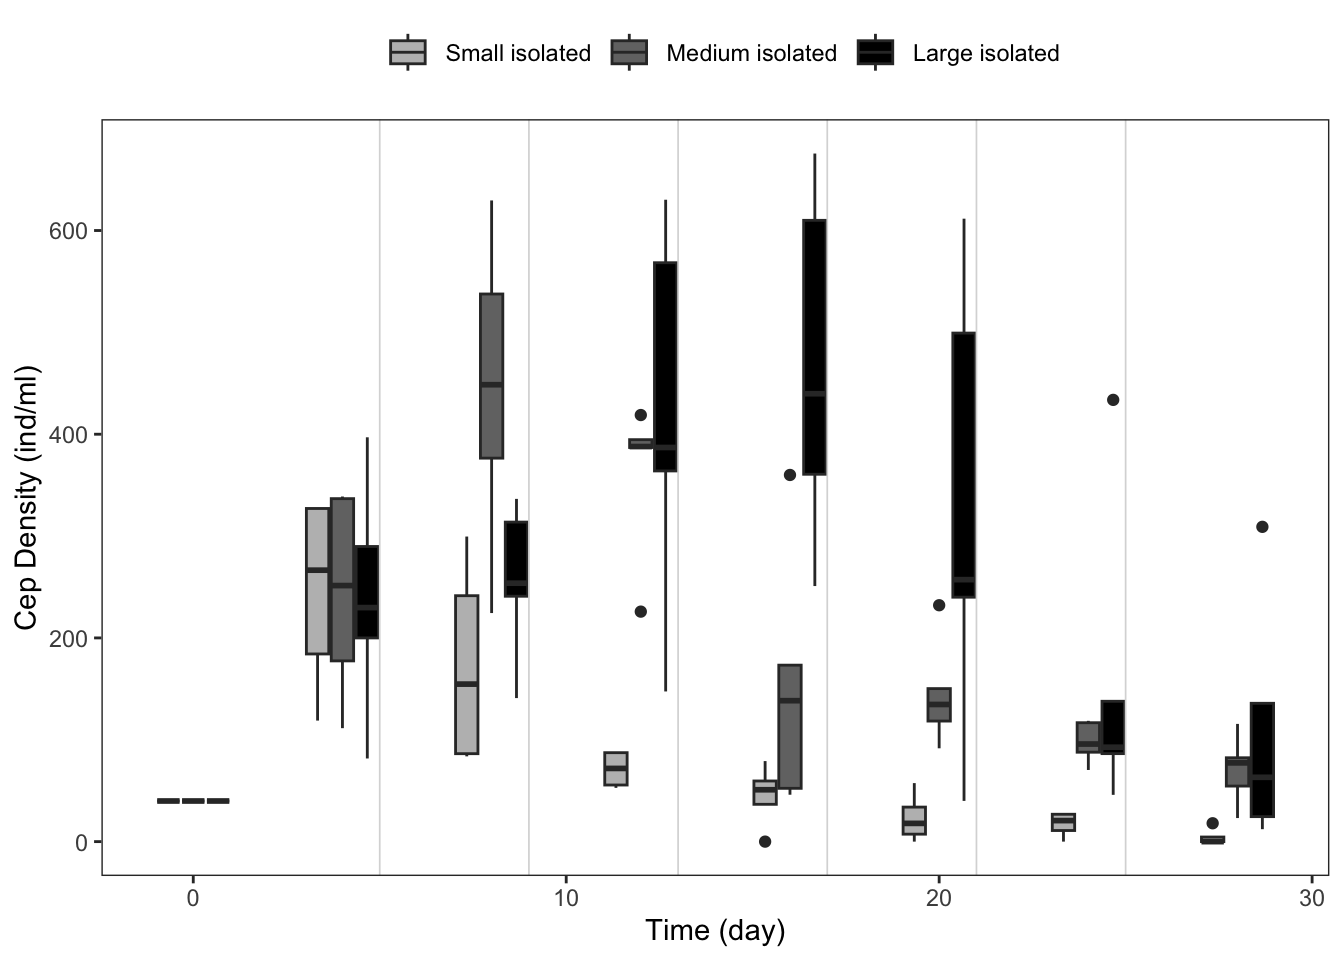 Small isolated Medium isolated Large isolated
Cep Density (ind/ml)
600
400
200
0
0 10 20 30
Time (day)